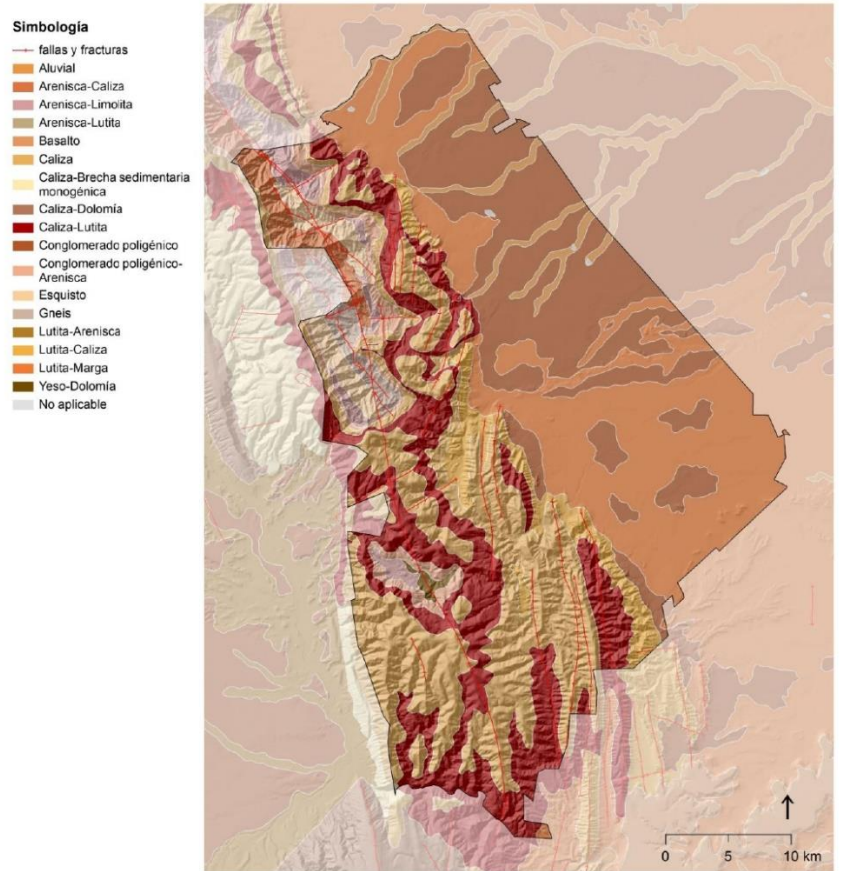 Simbología
fallas y fracturas
Aluvial
Arenisca-Caliza
Arenisca-Limolita
Arenisca-Lutita
Basalto
Caliza
Caliza-Brecha sedimentaria
monogénica
Caliza-Dolomía
Caliza-Lutita
Conglomerado poligénico
Conglomerado poligénico-
Arenisca
Esquisto
Gneis
Lutita-Arenisca
Lutita-Caliza
Lutita-Marga
Yeso-Dolomía
No aplicable
0 5 10 km